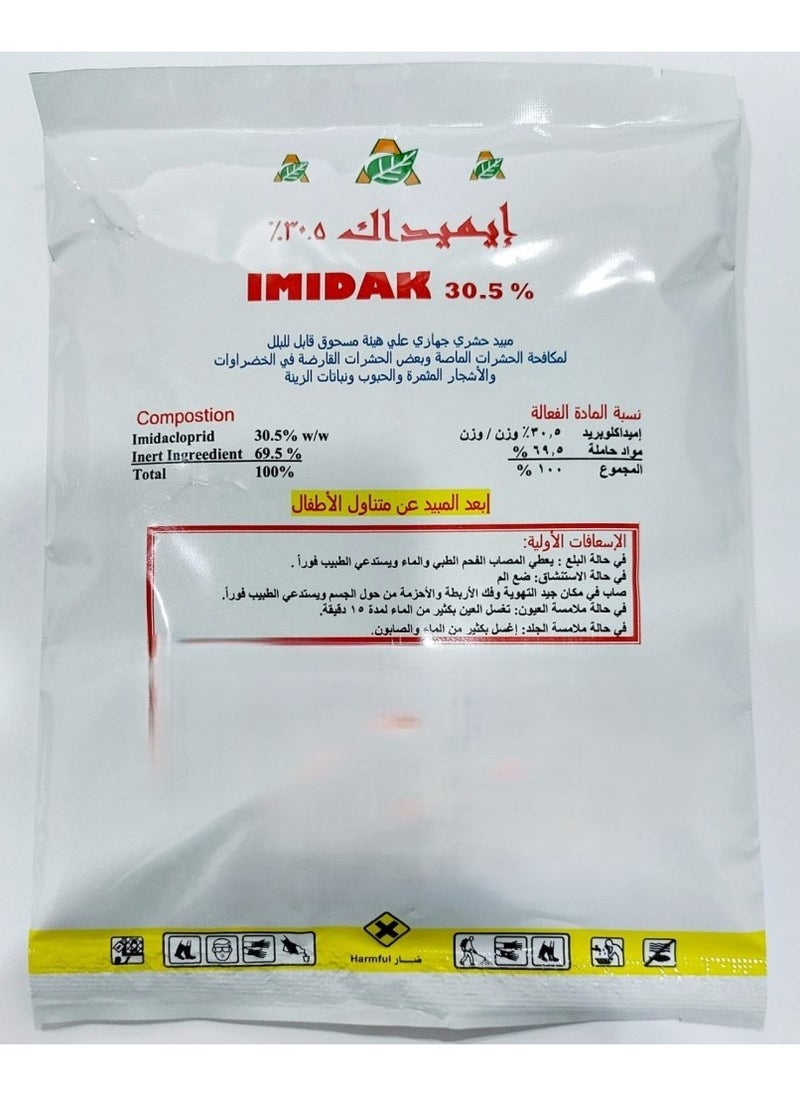 إيميداك ٣٠.٥٪
IMIDAK 30.5 %
مبيد حشري جهازي علي هيئة مسحوق قابل للبلل
لمكافحة الحشرات الماصة وبعض الحشرات القارضة في الخضراوات
والأشجار المثمرة والحبوب ونباتات الزينة
Compostion
Imidacloprid 30.5% w/w
Inert Ingreedient 69.5 %
Total 100%
نسبة المادة الفعالة
إميداكلوبريد ٣٠,٥٪ وزن / وزن
مواد حاملة ٦٩,٥ %
المجموع ١٠٠ %
إبعد المبيد عن متناول الأطفال
الإسعافات الأولية:
في حالة البلع : يعطي المصاب الفحم الطبي والماء ويستدعي الطبيب فوراً .
في حالة الاستنشاق: ضع الم
صاب في مكان جيد التهوية وفك الأربطة والأحزمة من حول الجسم ويستدعي الطبيب فوراً.
في حالة ملامسة العيون: تغسل العين بكثير من الماء لمدة ١٥ دقيقة.
في حالة ملامسة الجلد: إغسل بكثير من الماء والصابون.
Harmful ضــار